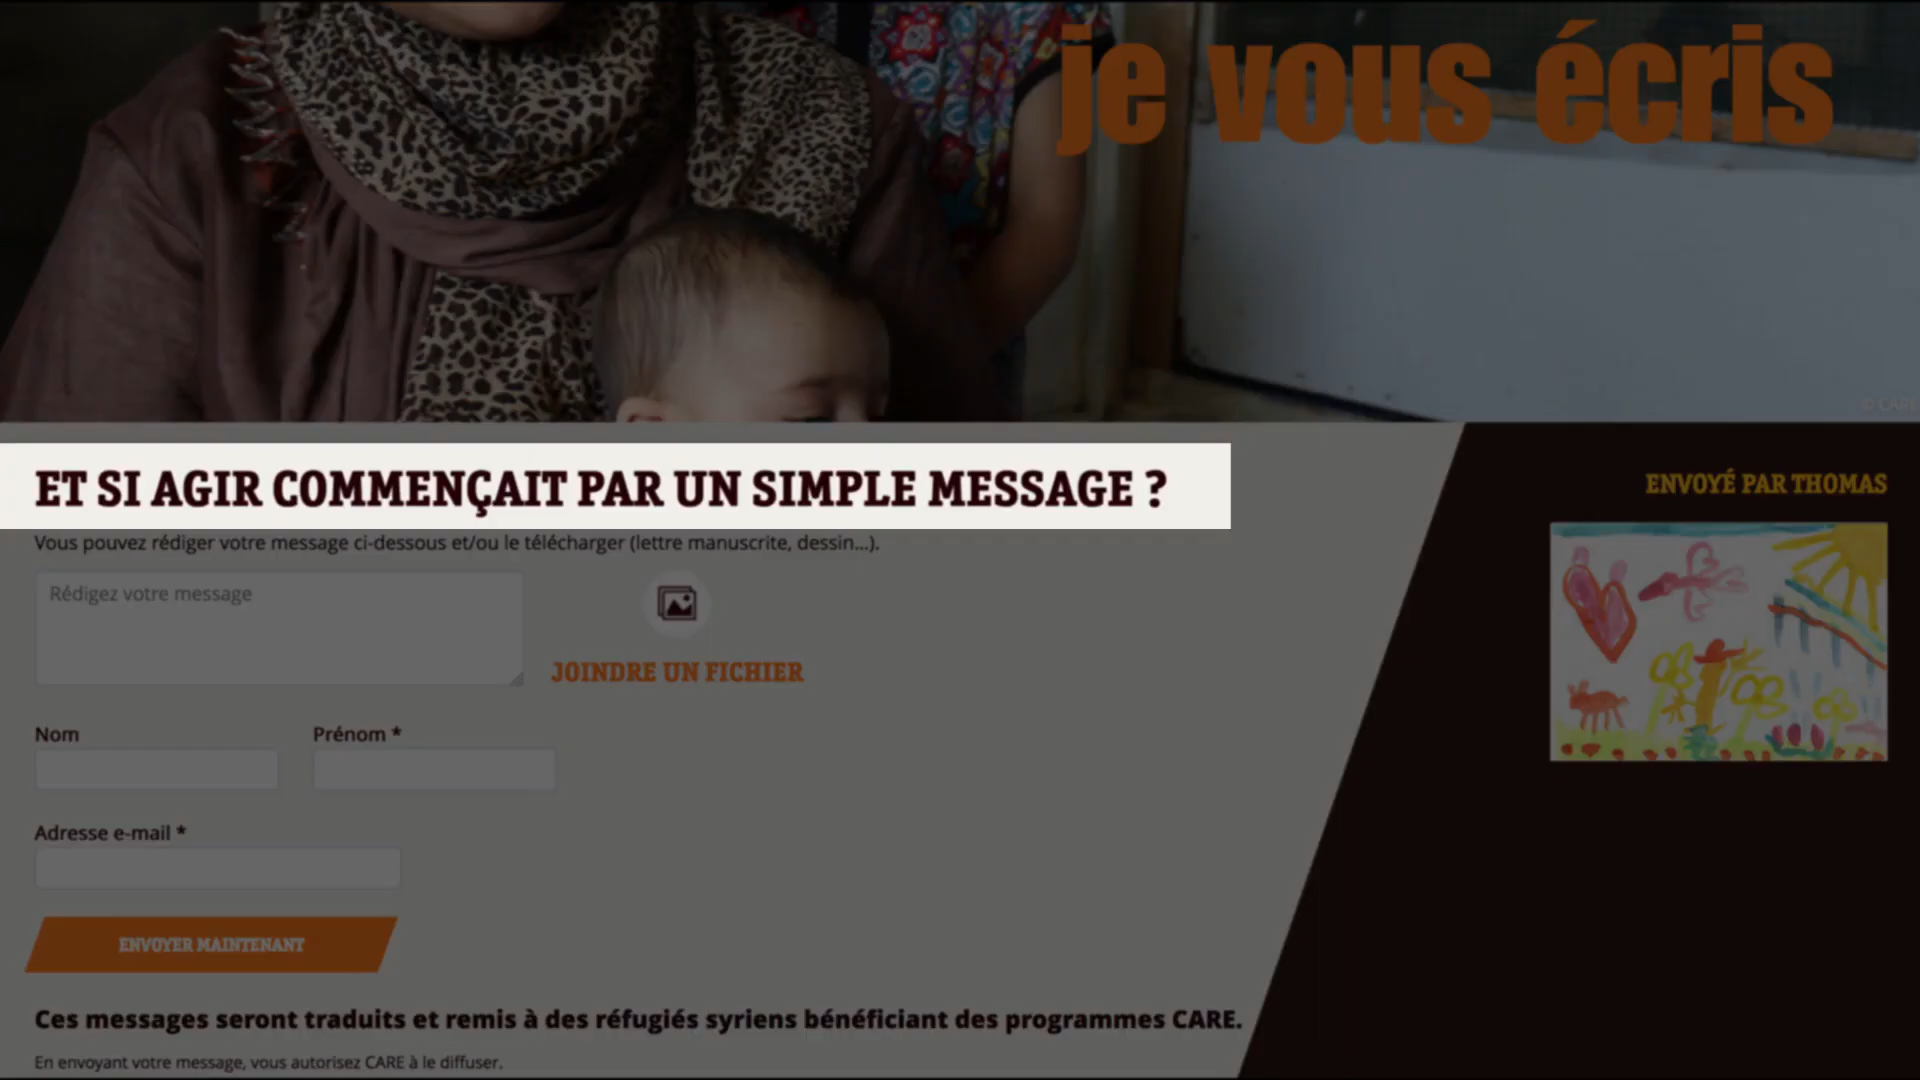 je vous écris
© CARE
ET SI AGIR COMMENÇAIT PAR UN SIMPLE MESSAGE ?
Vous pouvez rédiger votre message ci-dessous et/ou le télécharger (lettre manuscrite, dessin...).
Rédigez votre message
JOINDRE UN FICHIER
Nom
Prénom *
Adresse e-mail *
ENVOYER MAINTENANT
Ces messages seront traduits et remis à des réfugiés syriens bénéficiant des programmes CARE.
En envoyant votre message, vous autorisez CARE à le diffuser.
ENVOYÉ PAR THOMAS